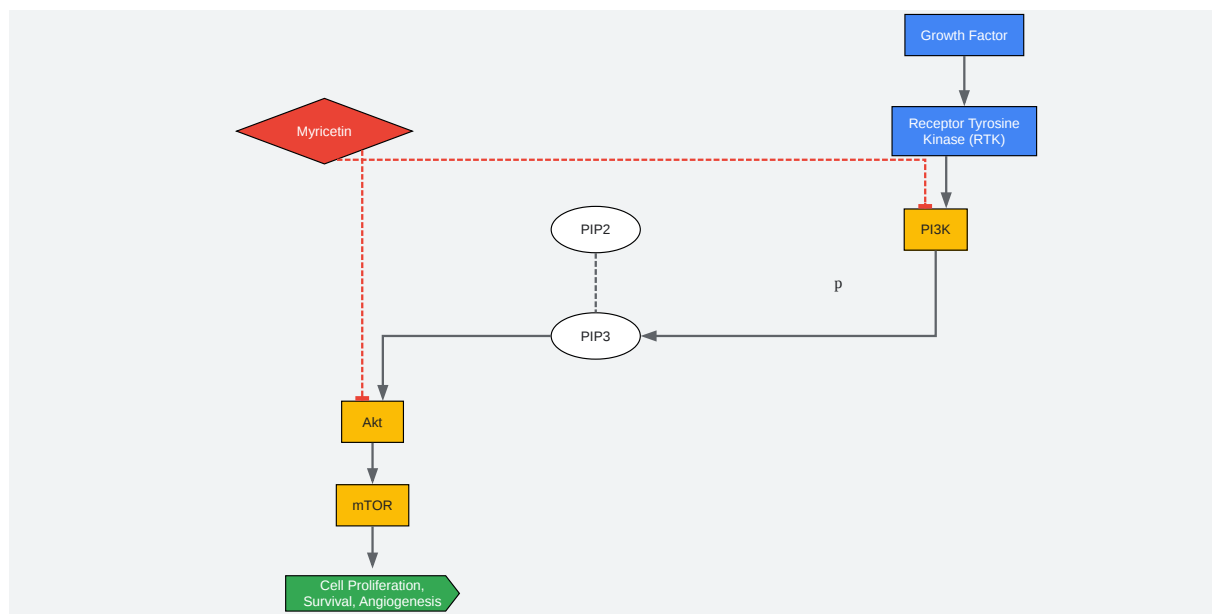 Growth Factor
Myricetin
Receptor Tyrosine
Kinase (RTK)
PIP2
PI3K
p
PIP3
Akt
mTOR
Cell Proliferation,
Survival, Angiogenesis